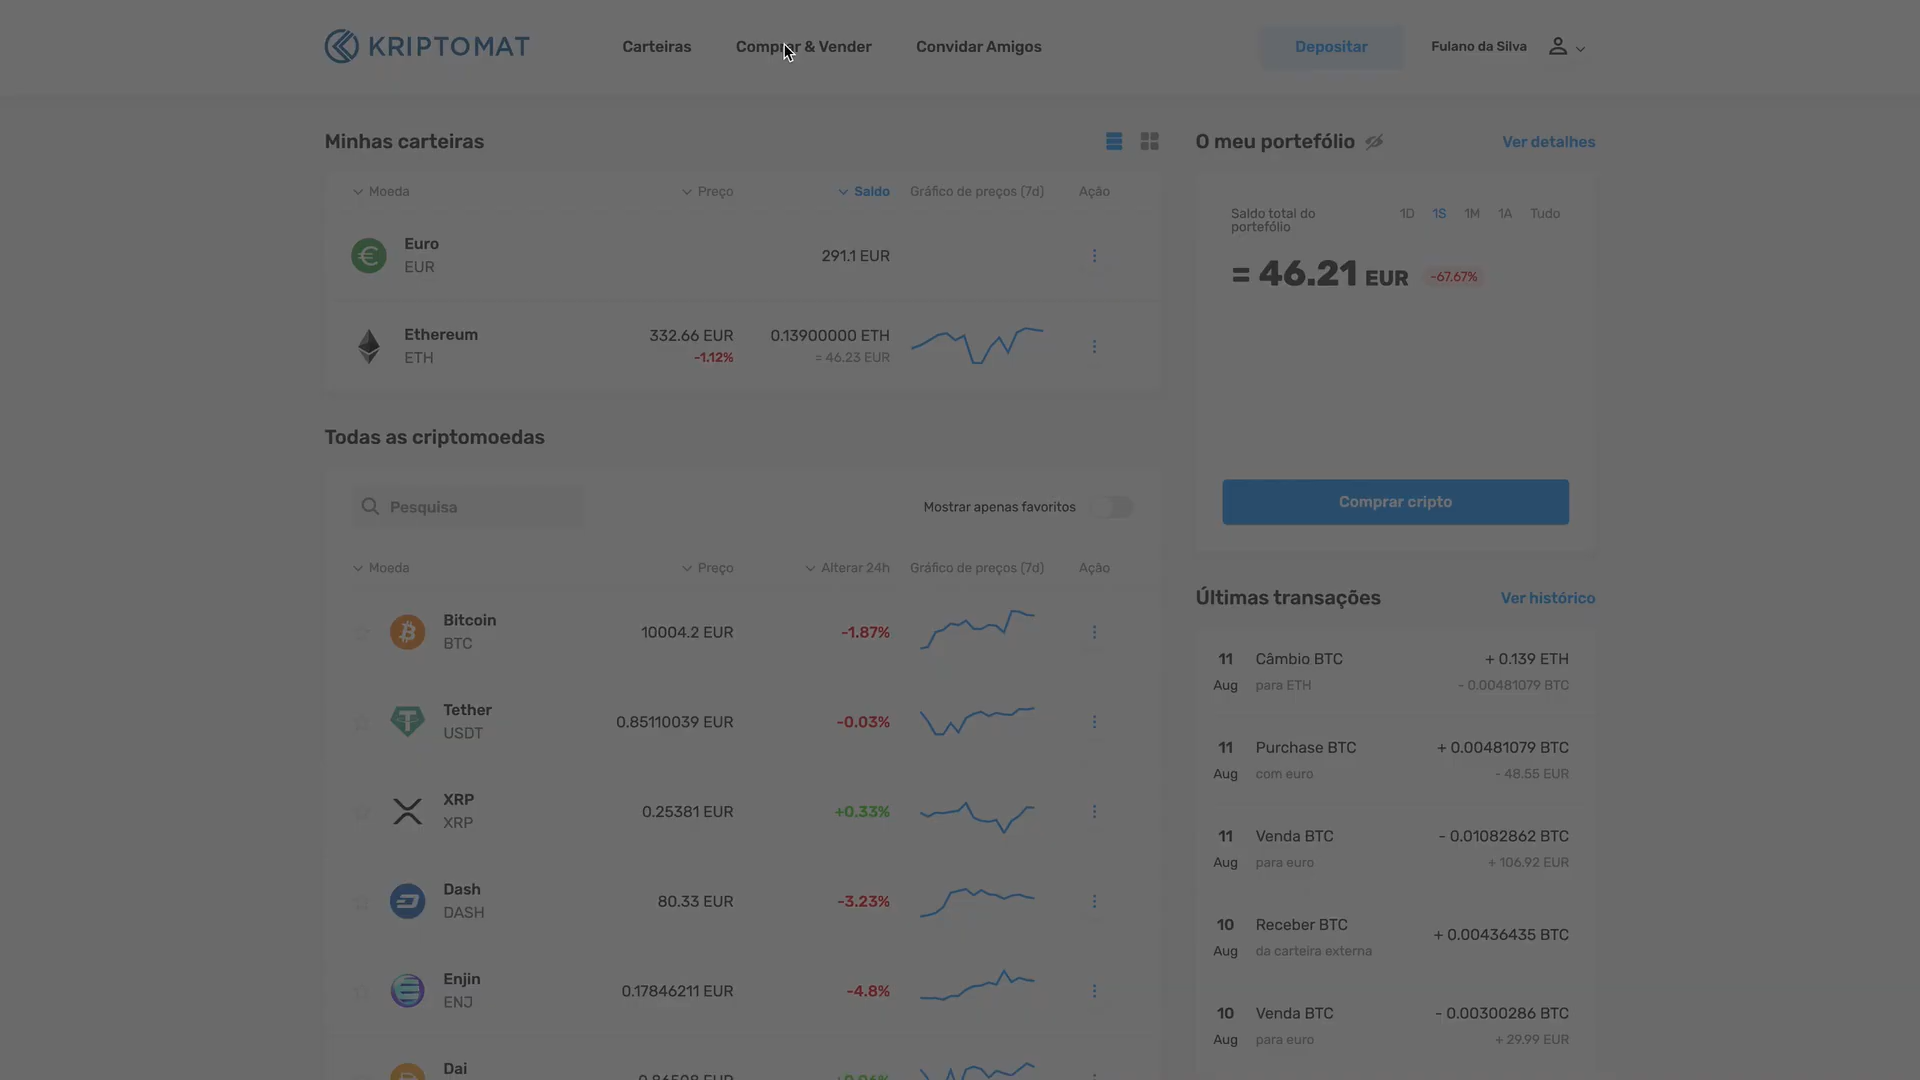 KRIPTOMAT
Carteiras
Comprar & Vender
Convidar Amigos
Depositar
Fulano da Silva
Minhas carteiras
Moeda
Preço
Saldo
Gráfico de preços (7d)
Ação
Euro
EUR
291.1 EUR
Ethereum
ETH
332.66 EUR
-1.12%
0.13900000 ETH
= 46.23 EUR
Todas as criptomoedas
Pesquisa
Mostrar apenas favoritos
Moeda
Preço
Alterar 24h
Gráfico de preços (7d)
Ação
Bitcoin
BTC
10004.2 EUR
-1.87%
Tether
USDT
0.85110039 EUR
-0.03%
XRP
XRP
0.25381 EUR
+0.33%
Dash
DASH
80.33 EUR
-3.23%
Enjin
ENJ
0.17846211 EUR
-4.8%
Dai
O meu portefólio
Ver detalhes
Saldo total do
portefólio
1D
1S
1M
1A
Tudo
= 46.21 EUR
-67.67%
Comprar cripto
Últimas transações
Ver histórico
11 Câmbio BTC + 0.139 ETH
Aug para ETH - 0.00481079 BTC
11 Purchase BTC + 0.00481079 BTC
Aug com euro - 48.55 EUR
11 Venda BTC - 0.01082862 BTC
Aug para euro + 106.92 EUR
10 Receber BTC + 0.00436435 BTC
Aug da carteira externa
10 Venda BTC - 0.00300286 BTC
Aug para euro + 29.99 EUR